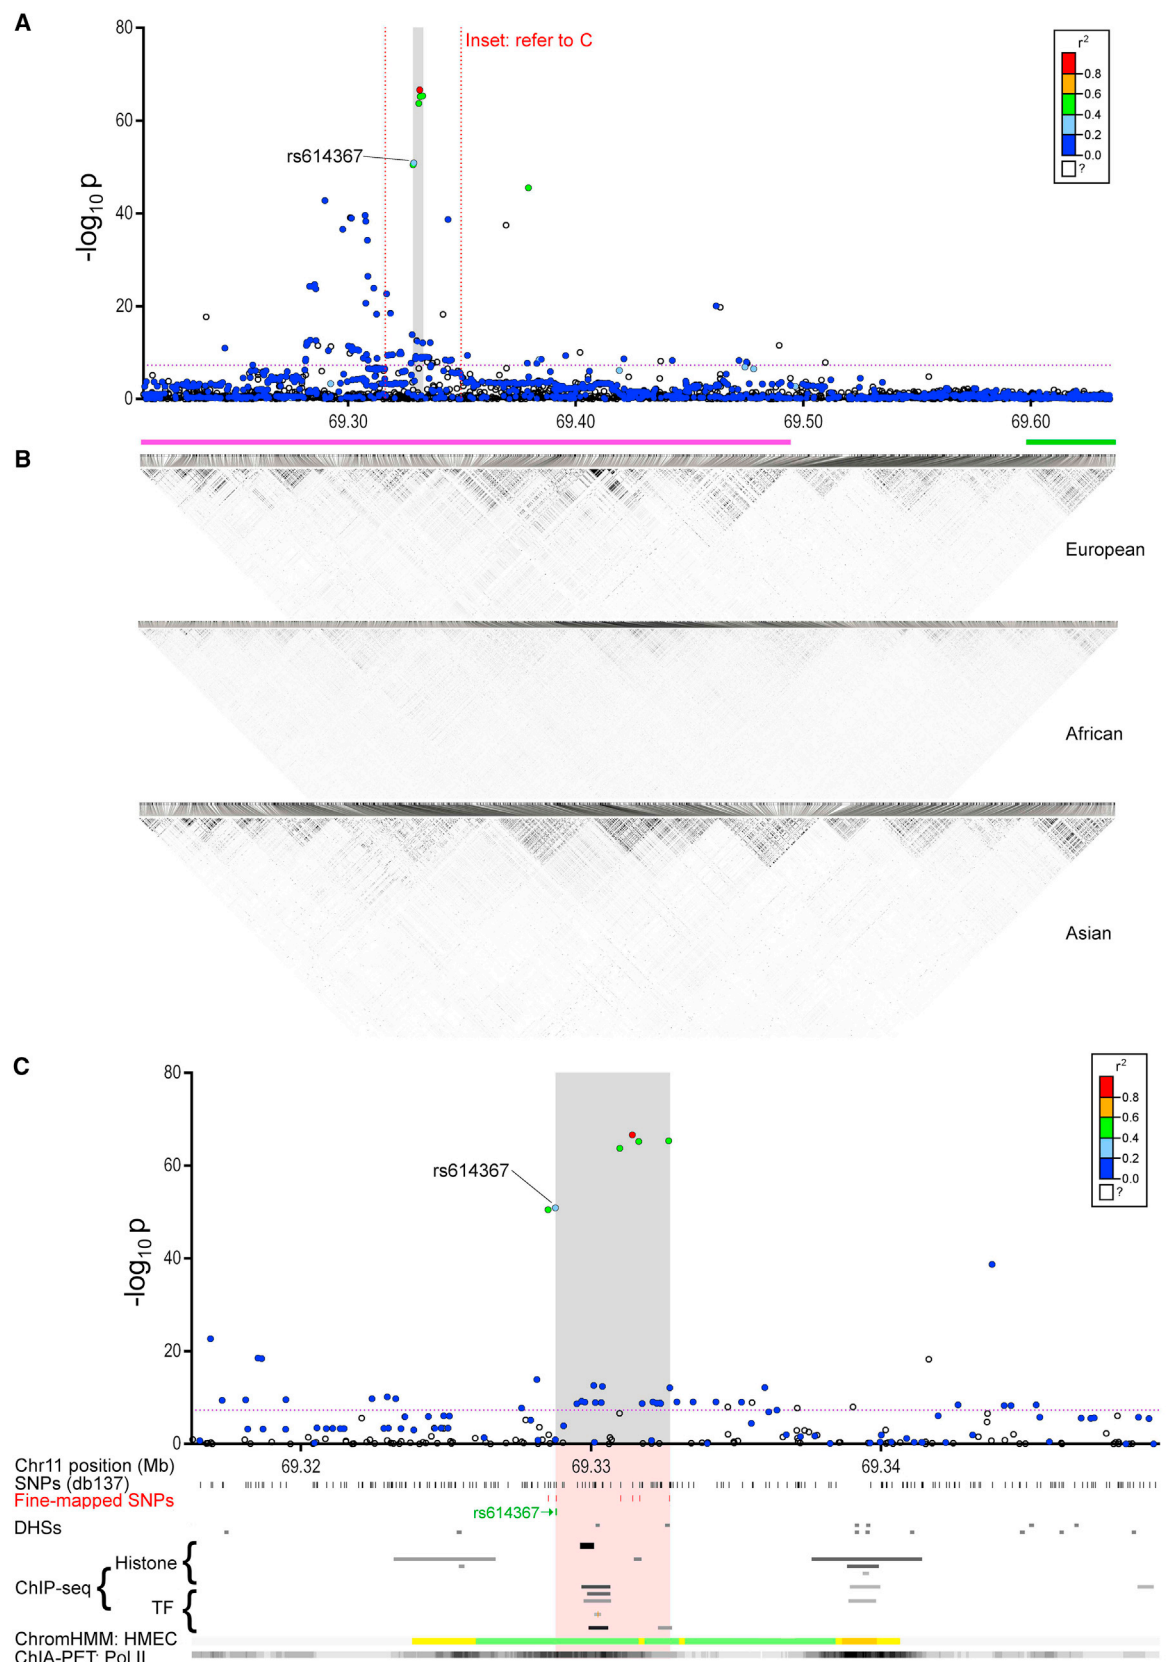 A
80
60
40
20
0
-log10 p
Inset: refer to C
rs614367
r2
0.8
0.6
0.4
0.2
0.0
?
69.30
69.40
69.50
69.60
B
European
African
Asian
C
80
60
40
20
0
-log10 p
rs614367
r2
0.8
0.6
0.4
0.2
0.0
?
Chr11 position (Mb)
69.32
69.33
69.34
SNPs (db137)
Fine-mapped SNPs
rs614367
DHSs
Histone
ChIP-seq
TF
ChromHMM: HMEC
ChIA-PET: Pol II